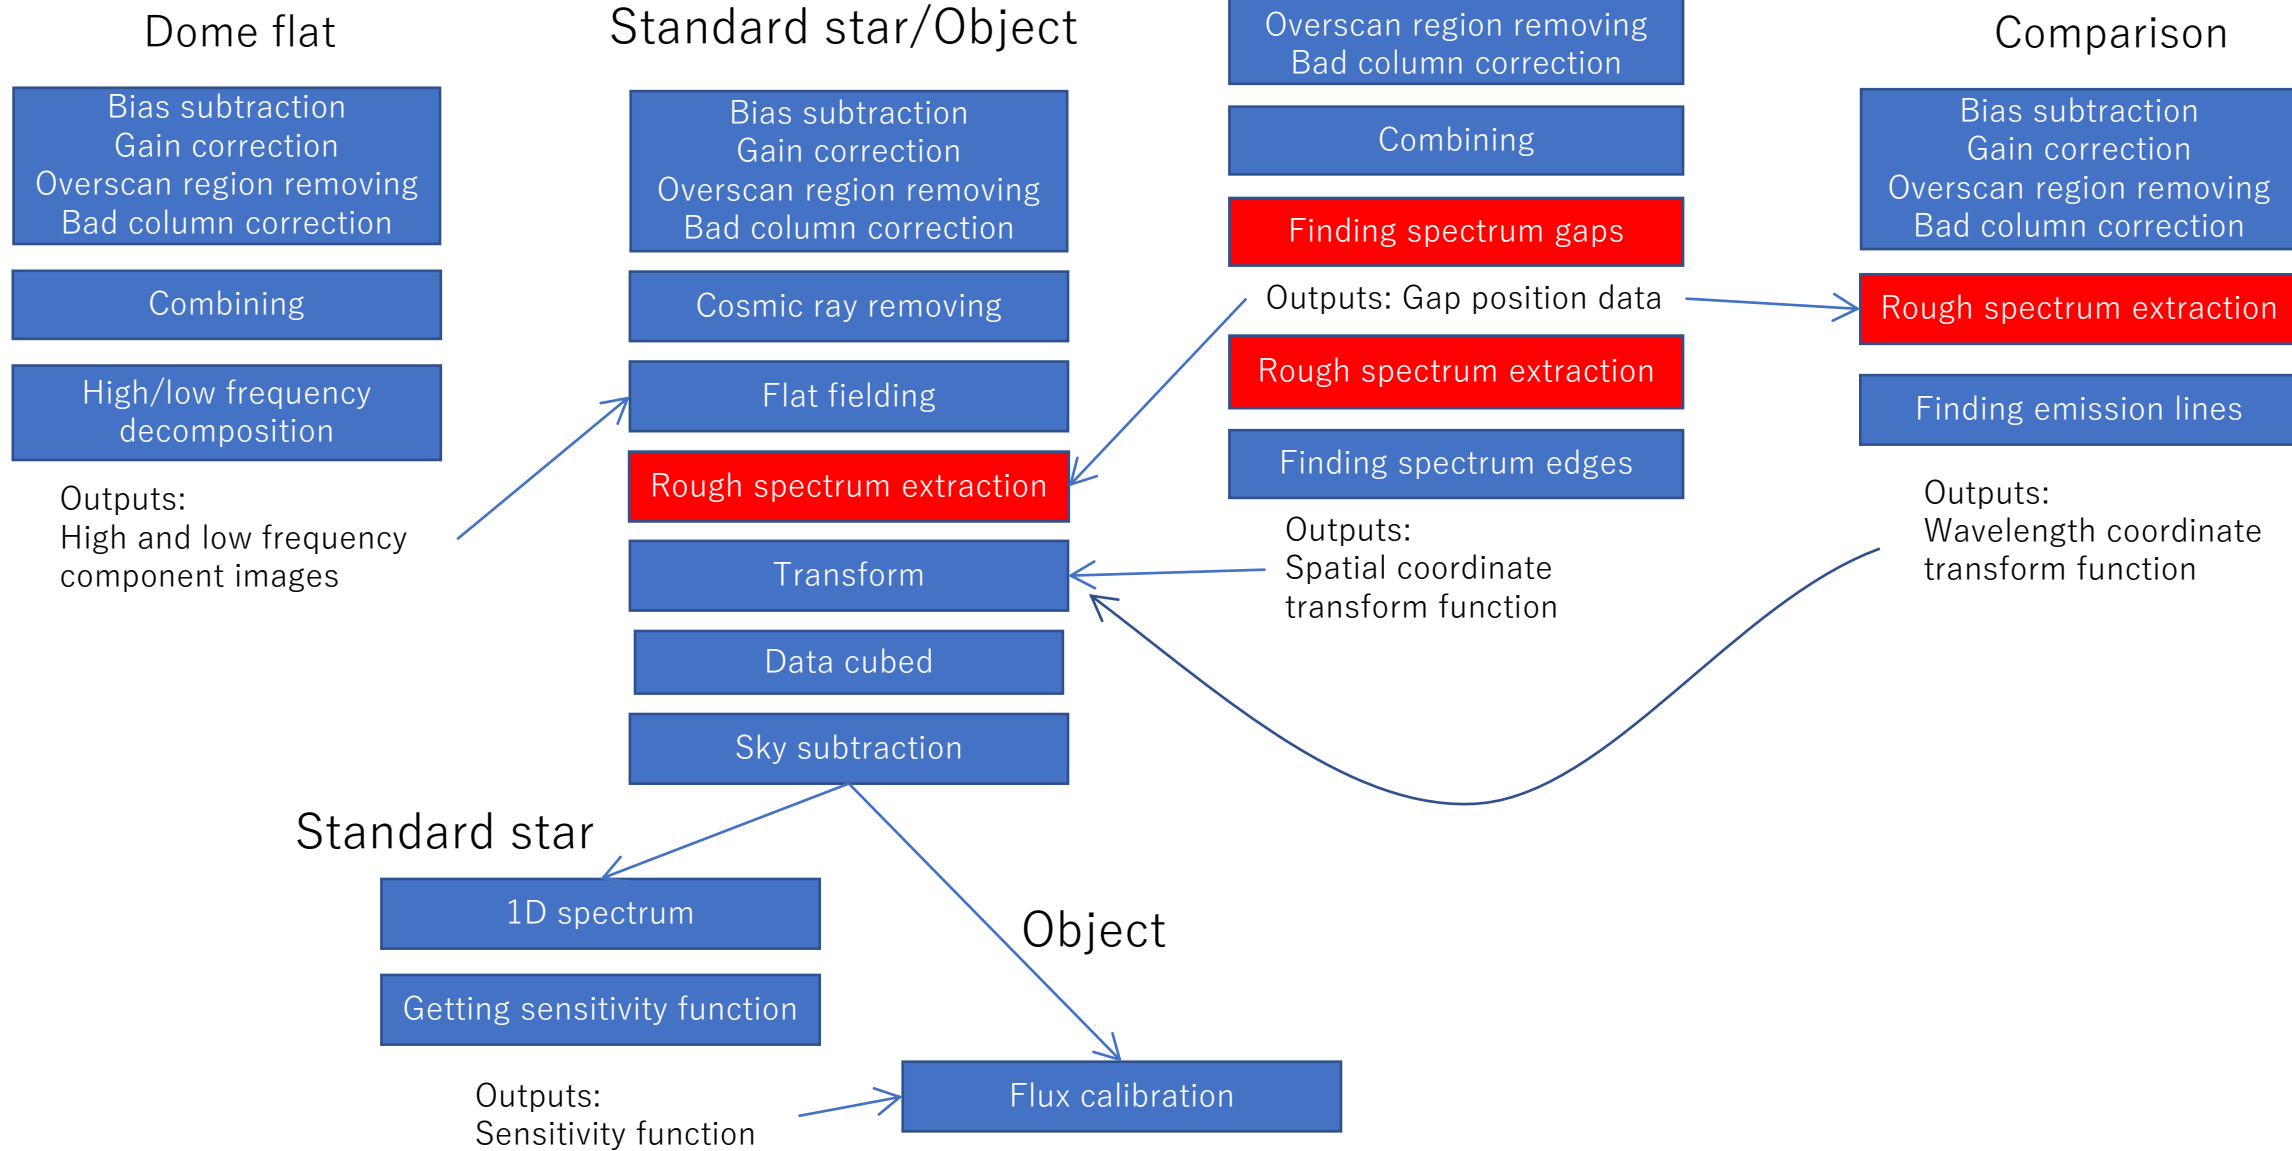 Dome flat
Bias subtraction
Gain correction
Overscan region removing
Bad column correction
Combining
High/low frequency
decomposition
Outputs:
High and low frequency
component images
Standard star/Object
Bias subtraction
Gain correction
Overscan region removing
Bad column correction
Cosmic ray removing
Flat fielding
Rough spectrum extraction
Transform
Data cubed
Sky subtraction
Overscan region removing
Bad column correction
Combining
Finding spectrum gaps
Outputs: Gap position data
Rough spectrum extraction
Finding spectrum edges
Outputs:
Spatial coordinate
transform function
Comparison
Bias subtraction
Gain correction
Overscan region removing
Bad column correction
Rough spectrum extraction
Finding emission lines
Outputs:
Wavelength coordinate
transform function
Standard star
1D spectrum
Getting sensitivity function
Outputs:
Sensitivity function
Object
Flux calibration